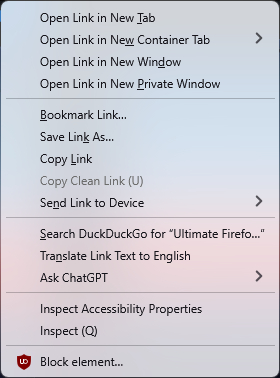 Open Link in New Tab
Open Link in New Container Tab
Open Link in New Window
Open Link in New Private Window
Bookmark Link...
Save Link As...
Copy Link
Copy Clean Link (U)
Send Link to Device
Search DuckDuckGo for “Ultimate Firefo...”
Translate Link Text to English
Ask ChatGPT
Inspect Accessibility Properties
Inspect (Q)
Block element...